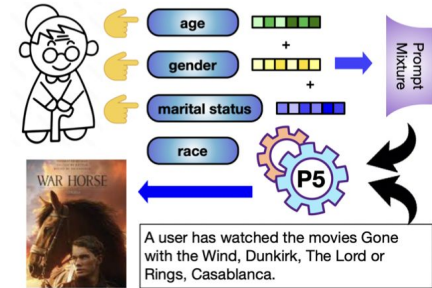 age
+
gender
+
marital status
race
Prompt
Mixture
P5
WAR HORSE
A user has watched the movies Gone
with the Wind, Dunkirk, The Lord or
Rings, Casablanca.